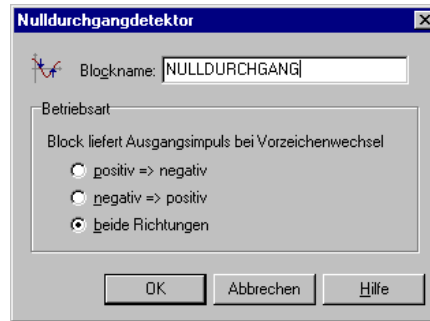 Nulldurchgangdetektor
Blockname: NULLDURCHGANG
Betriebsart
Block liefert Ausgangsimpuls bei Vorzeichenwechsel
positiv => negativ
negativ => positiv
beide Richtungen
OK Abbrechen Hilfe